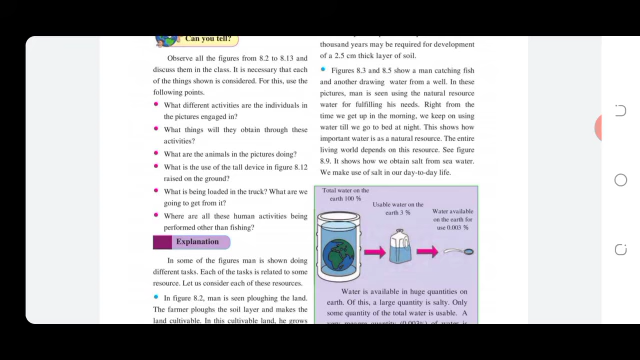 Can you tell?
Observe all the figures from 8.2 to 8.13 and
discuss them in the class. It is necessary that each
of the things shown is considered. For this, use the
following points.
• What different activities are the individuals in
the pictures engaged in?
• What things will they obtain through these
activities?
• What are the animals in the pictures doing?
• What is the use of the tall device in figure 8.12
raised on the ground?
• What is being loaded in the truck? What are we
going to get from it?
• Where are all these human activities being
performed other than fishing?
Explanation
In some of the figures man is shown doing
different tasks. Each of the tasks is related to some
resource. Let us consider each of these resources.
• In figure 8.2, man is seen ploughing the land.
The farmer ploughs the soil layer and makes the
land cultivable. In this cultivable land, he grows
thousand years may be required for development
of a 2.5 cm thick layer of soil.
• Figures 8.3 and 8.5 show a man catching fish
and another drawing water from a well. In these
pictures, man is seen using the natural resource
water for fulfilling his needs. Right from the
time we get up in the morning, we keep on using
water till we go to bed at night. This shows how
important water is as a natural resource. The entire
living world depends on this resource. See figure
figure 8.9. It shows how we obtain salt from sea water.
We make use of salt in our day-to-day life.
Total water on the
earth 100 %
Usable water on the
earth 3 %
Water available
on the earth for
use 0.003 %
Water is available in huge quantities on
earth. Of this, a large quantity is salty. Only
some quantity of the total water is usable. A
very meagre quantity (0.003%) of water is